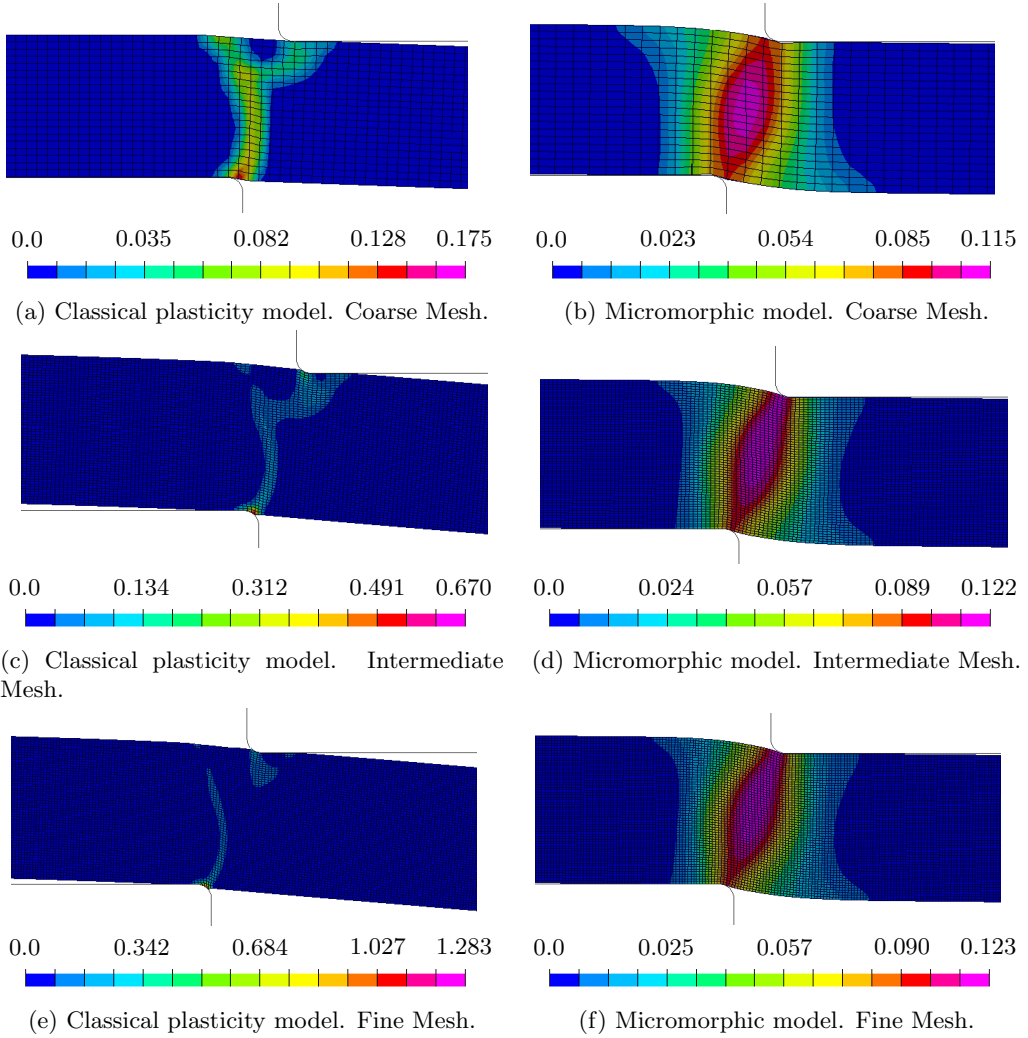 0.0 0.035 0.082 0.128 0.175
(a) Classical plasticity model. Coarse Mesh.
0.0 0.023 0.054 0.085 0.115
(b) Micromorphic model. Coarse Mesh.
0.0 0.134 0.312 0.491 0.670
(c) Classical plasticity model. Intermediate
Mesh.
0.0 0.024 0.057 0.089 0.122
(d) Micromorphic model. Intermediate Mesh.
0.0 0.342 0.684 1.027 1.283
(e) Classical plasticity model. Fine Mesh.
0.0 0.025 0.057 0.090 0.123
(f) Micromorphic model. Fine Mesh.